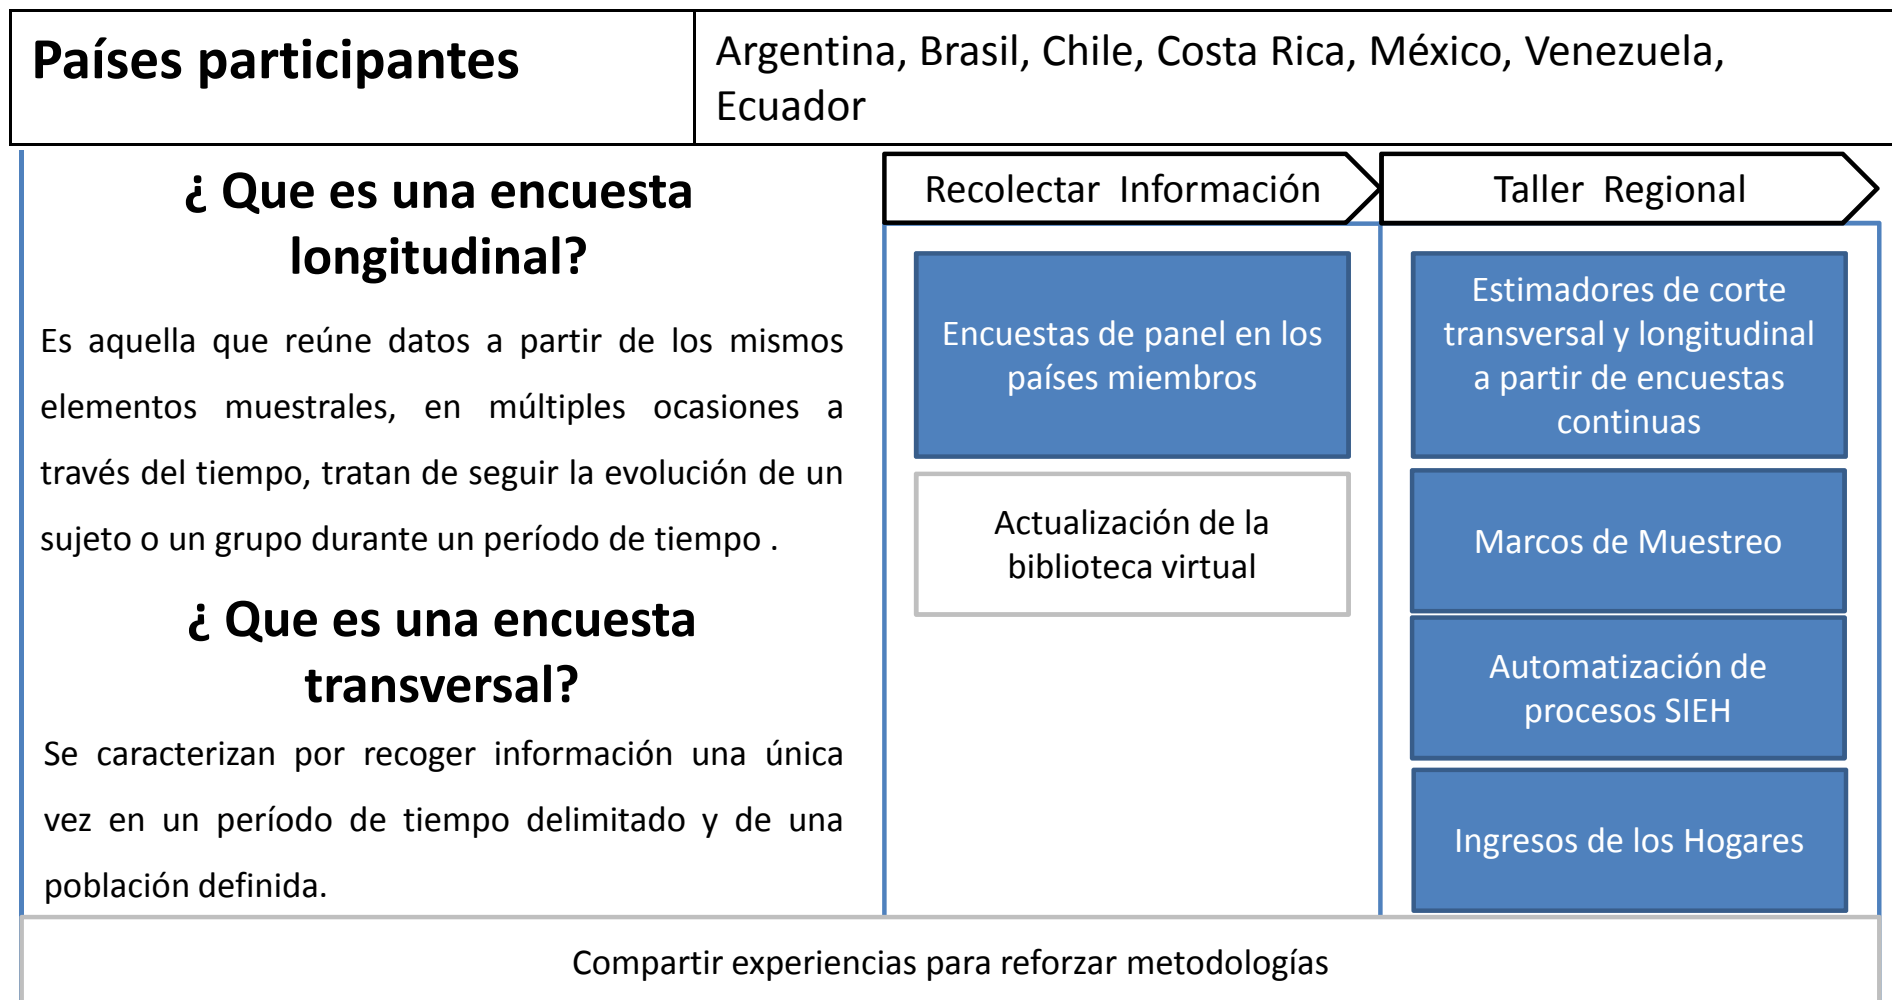 Países participantes
Argentina, Brasil, Chile, Costa Rica, México, Venezuela,
Ecuador
¿ Que es una encuesta
longitudinal?
Es aquella que reúne datos a partir de los mismos
elementos muestrales, en múltiples ocasiones a
través del tiempo, tratan de seguir la evolución de un
sujeto o un grupo durante un período de tiempo .
¿ Que es una encuesta
transversal?
Se caracterizan por recoger información una única
vez en un período de tiempo delimitado y de una
población definida.
Recolectar Información
Encuestas de panel en los
países miembros
Actualización de la
biblioteca virtual
Taller Regional
Estimadores de corte
transversal y longitudinal
a partir de encuestas
continuas
Marcos de Muestreo
Automatización de
procesos SIEH
Ingresos de los Hogares
Compartir experiencias para reforzar metodologías